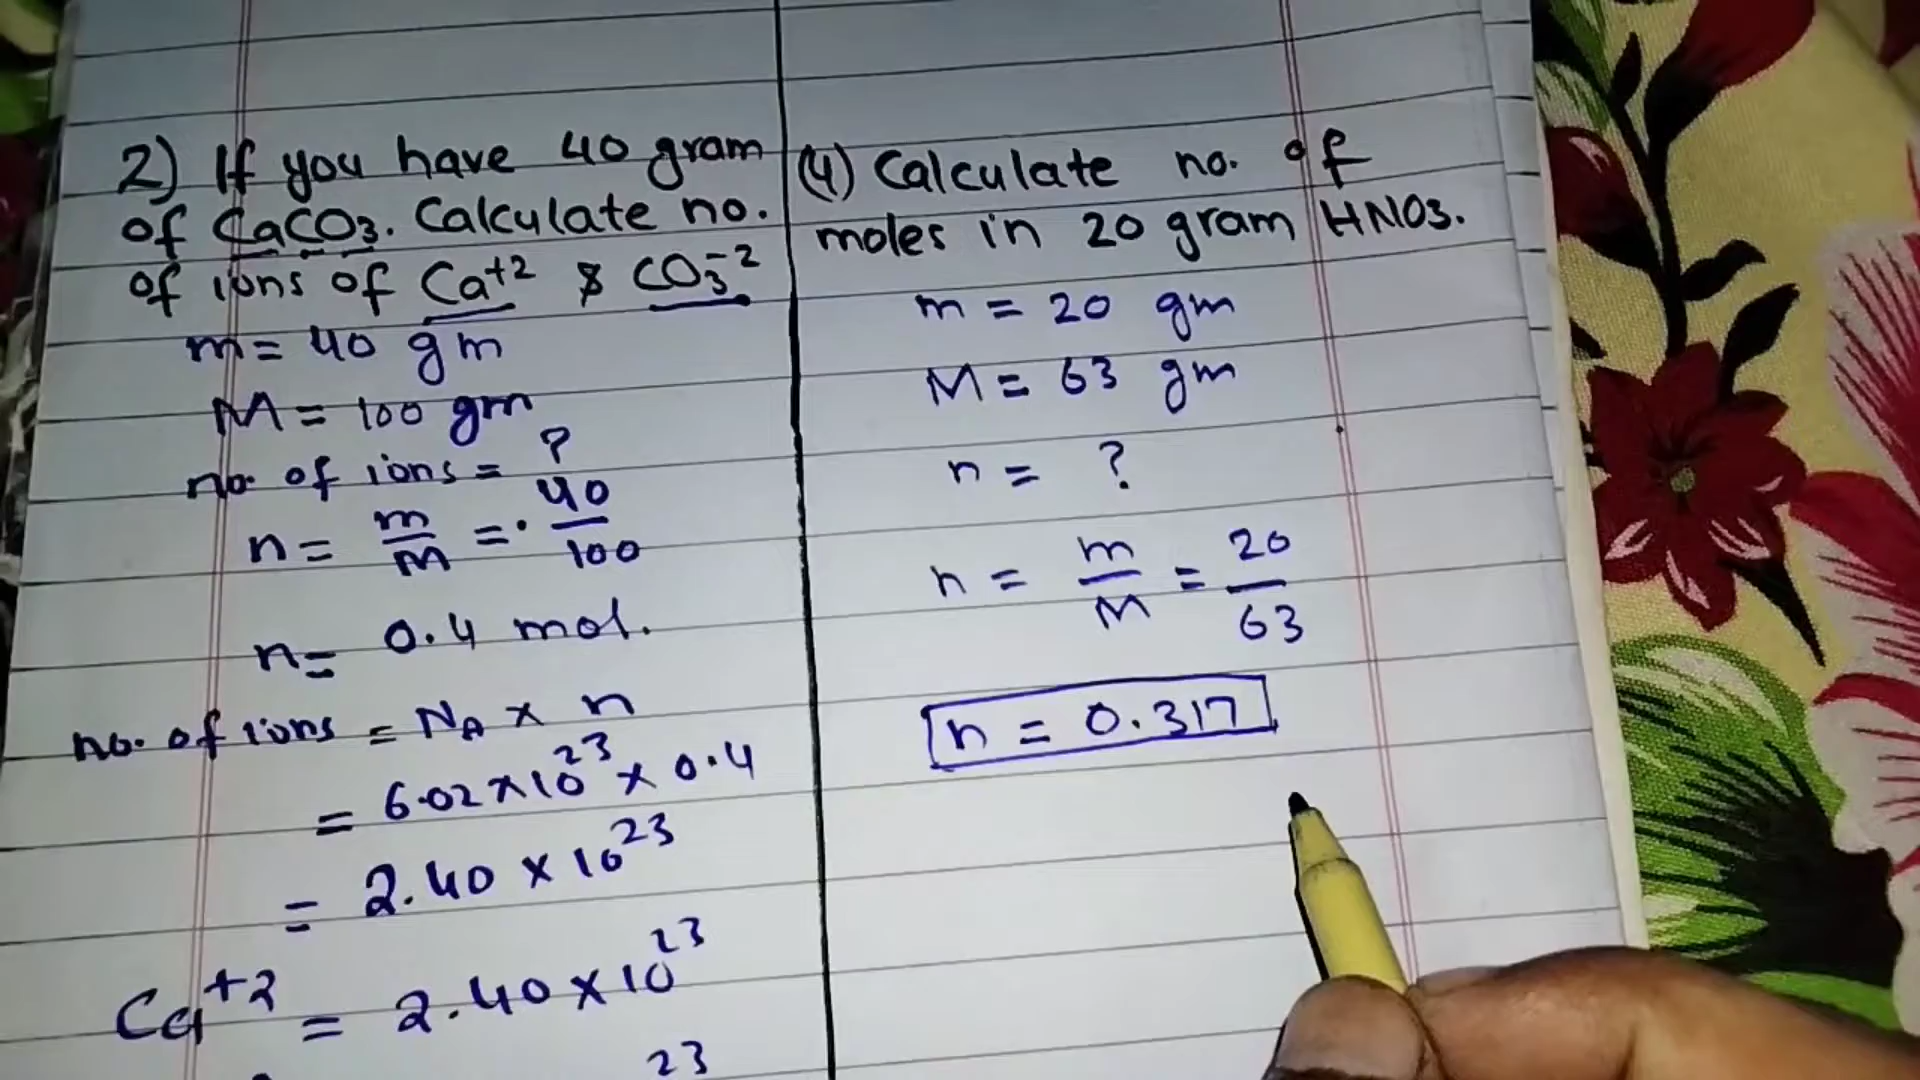 2) If you have 40 gram
of CaCO3. Calculate no.
of ions of Ca+2 & CO3-2
m = 40 gm
M = 100 gm
no. of ions = ?
n = m/M = 40/100
n = 0.4 mol.
no. of ions = NA × n
= 6.02 × 10^23 × 0.4
= 2.40 × 10^23
Ca+2 = 2.40 × 10^23
23
(4) Calculate no. of
moles in 20 gram HNO3.
m = 20 gm
M = 63 gm
n = ?
n = m/M = 20/63
n = 0.317